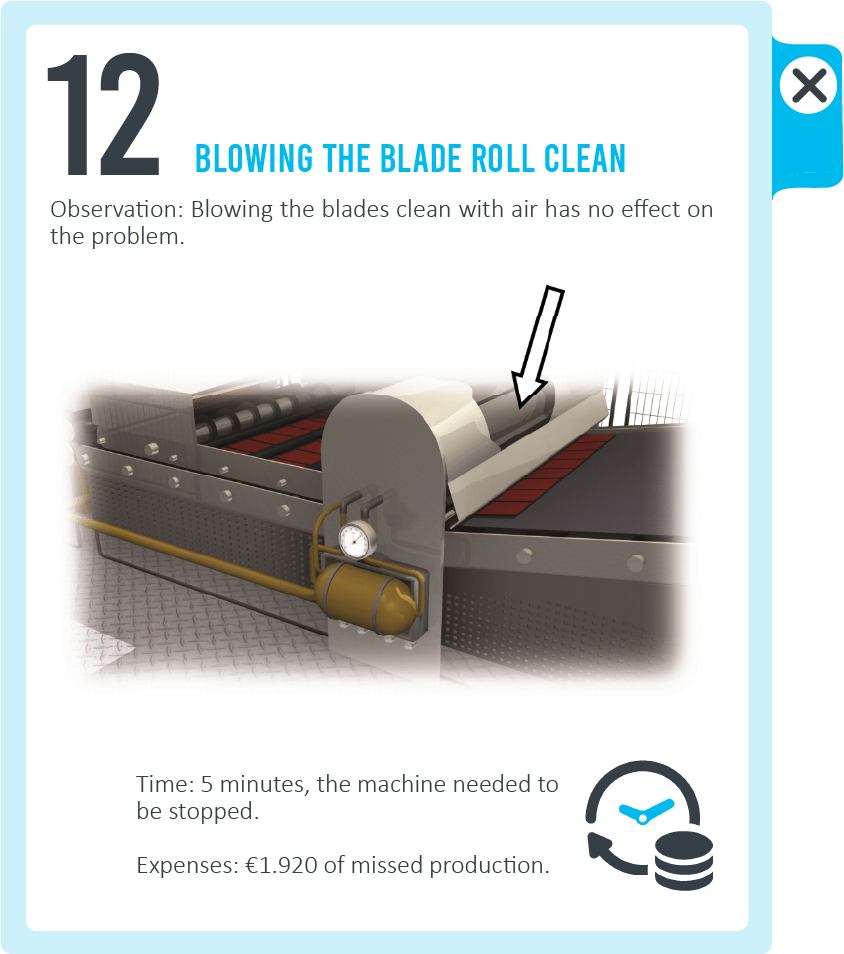 12
BLOWING THE BLADE ROLL CLEAN
Observation: Blowing the blades clean with air has no effect on
the problem.
Time: 5 minutes, the machine needed to
be stopped.
Expenses: €1.920 of missed production.